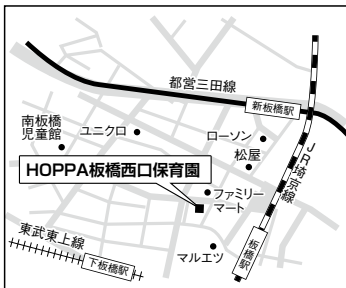 都営三田線
新板橋駅
南板橋
児童館
ユニクロ
ローソン
松屋
JR埼京線
HOPPA板橋西口保育園
ファミリー
マート
マルエツ
板橋駅
東武東上線
下板橋駅